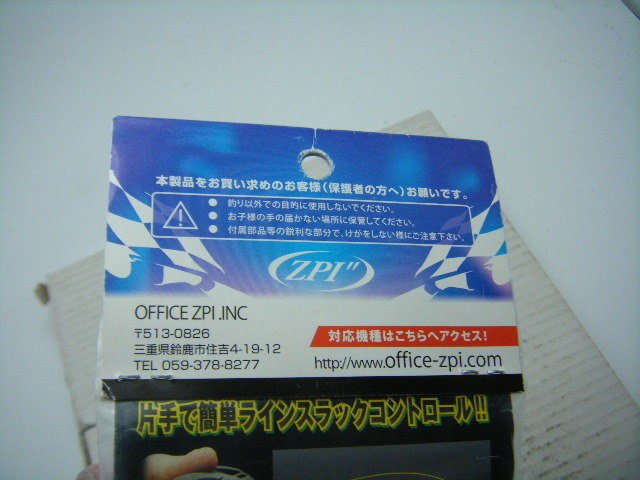 本製品をお買い求めのお客様(保護者の方へ)お願いです。
● 釣り以外での目的に使用しないでください。
● お子様の手の届かない場所に保管してください。
● 付属部品等の鋭利な部分で、けがをしない様にご注意下さい。
ZPI"
OFFICE ZPI .INC
〒513-0826
三重県鈴鹿市住吉4-19-12
TEL 059-378-8277
対応機種はこちらへアクセス!
http://www.office-zpi.com
片手で簡単ラインスラックコントロール!!